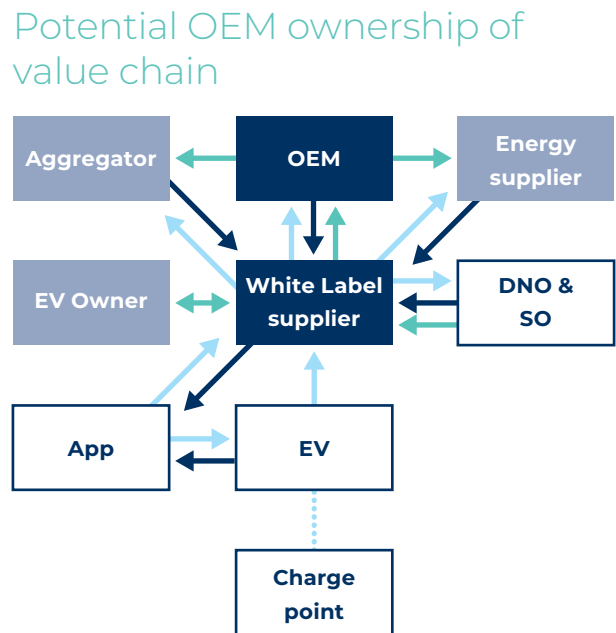 Potential OEM ownership of
value chain
Aggregator
OEM
Energy
supplier
EV Owner
White Label
supplier
DNO &
SO
App
EV
Charge
point